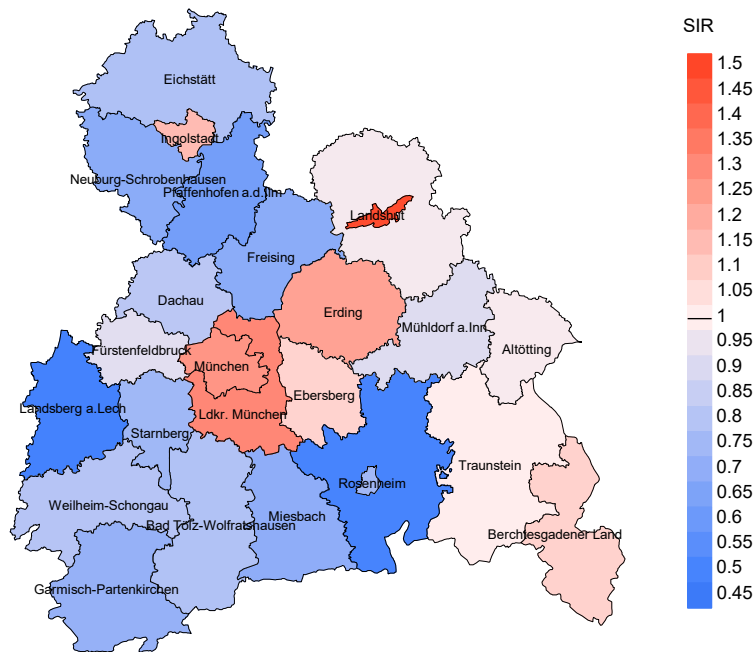 SIR
1.5
1.45
1.4
1.35
1.3
1.25
1.2
1.15
1.1
1.05
1
0.95
0.9
0.85
0.8
0.75
0.7
0.65
0.6
0.55
0.5
0.45
Eichstätt
Ingolstadt
Neuburg-Schrobenhausen
Pfaffenhofen a.d.Ilm
Landshut
Freising
Dachau
Erding
Mühldorf a.Inn
Fürstenfeldbruck
Altötting
München
Ebersberg
Landsberg a.Lech
Ldkr. München
Starnberg
Traunstein
Rosenheim
Weilheim-Schongau
Miesbach
Bad Tölz-Wolfratshausen
Berchtesgadener Land
Garmisch-Partenkirchen